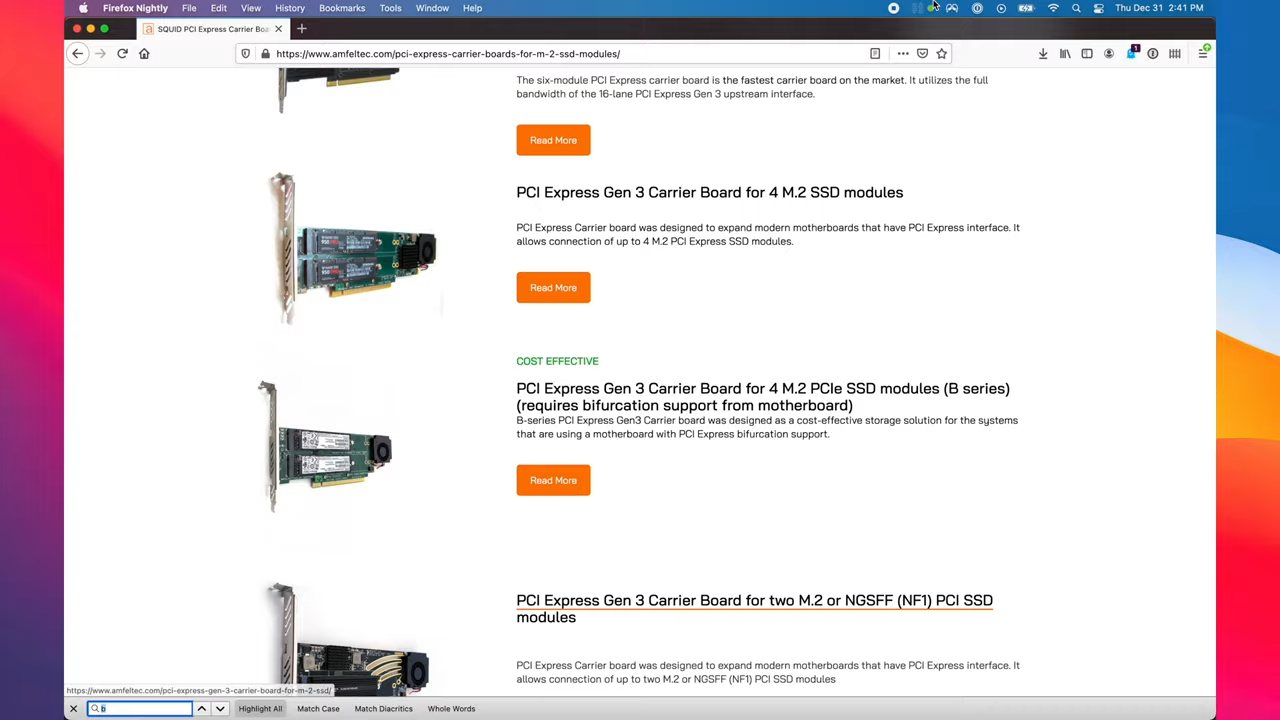 Firefox Nightly File Edit View History Bookmarks Tools Window Help Thu Dec 31 2:41 PM
SQUID PCI Express Carrier Boa
https://www.amfeltec.com/pci-express-carrier-boards-for-m-2-ssd-modules/
1
The six-module PCI Express carrier board is the fastest carrier board on the market. It utilizes the full
bandwidth of the 16-lane PCI Express Gen 3 upstream interface.
Read More
PCI Express Gen 3 Carrier Board for 4 M.2 SSD modules
PCI Express Carrier board was designed to expand modern motherboards that have PCI Express interface. It
allows connection of up to 4 M.2 PCI Express SSD modules.
Read More
COST EFFECTIVE
PCI Express Gen 3 Carrier Board for 4 M.2 PCIe SSD modules (B series)
(requires bifurcation support from motherboard)
B-series PCI Express Gen3 Carrier board was designed as a cost-effective storage solution for the systems
that are using a motherboard with PCI Express bifurcation support.
Read More
PCI Express Gen 3 Carrier Board for two M.2 or NGSFF (NF1) PCI SSD
modules
PCI Express Carrier board was designed to expand modern motherboards that have PCI Express interface. It
allows connection of up to two M.2 or NGSFF (NF1) PCI SSD modules
https://www.amfeltec.com/pci-express-gen-3-carrier-board-for-m-2-ssd/
b
Highlight All Match Case Match Diacritics Whole Words